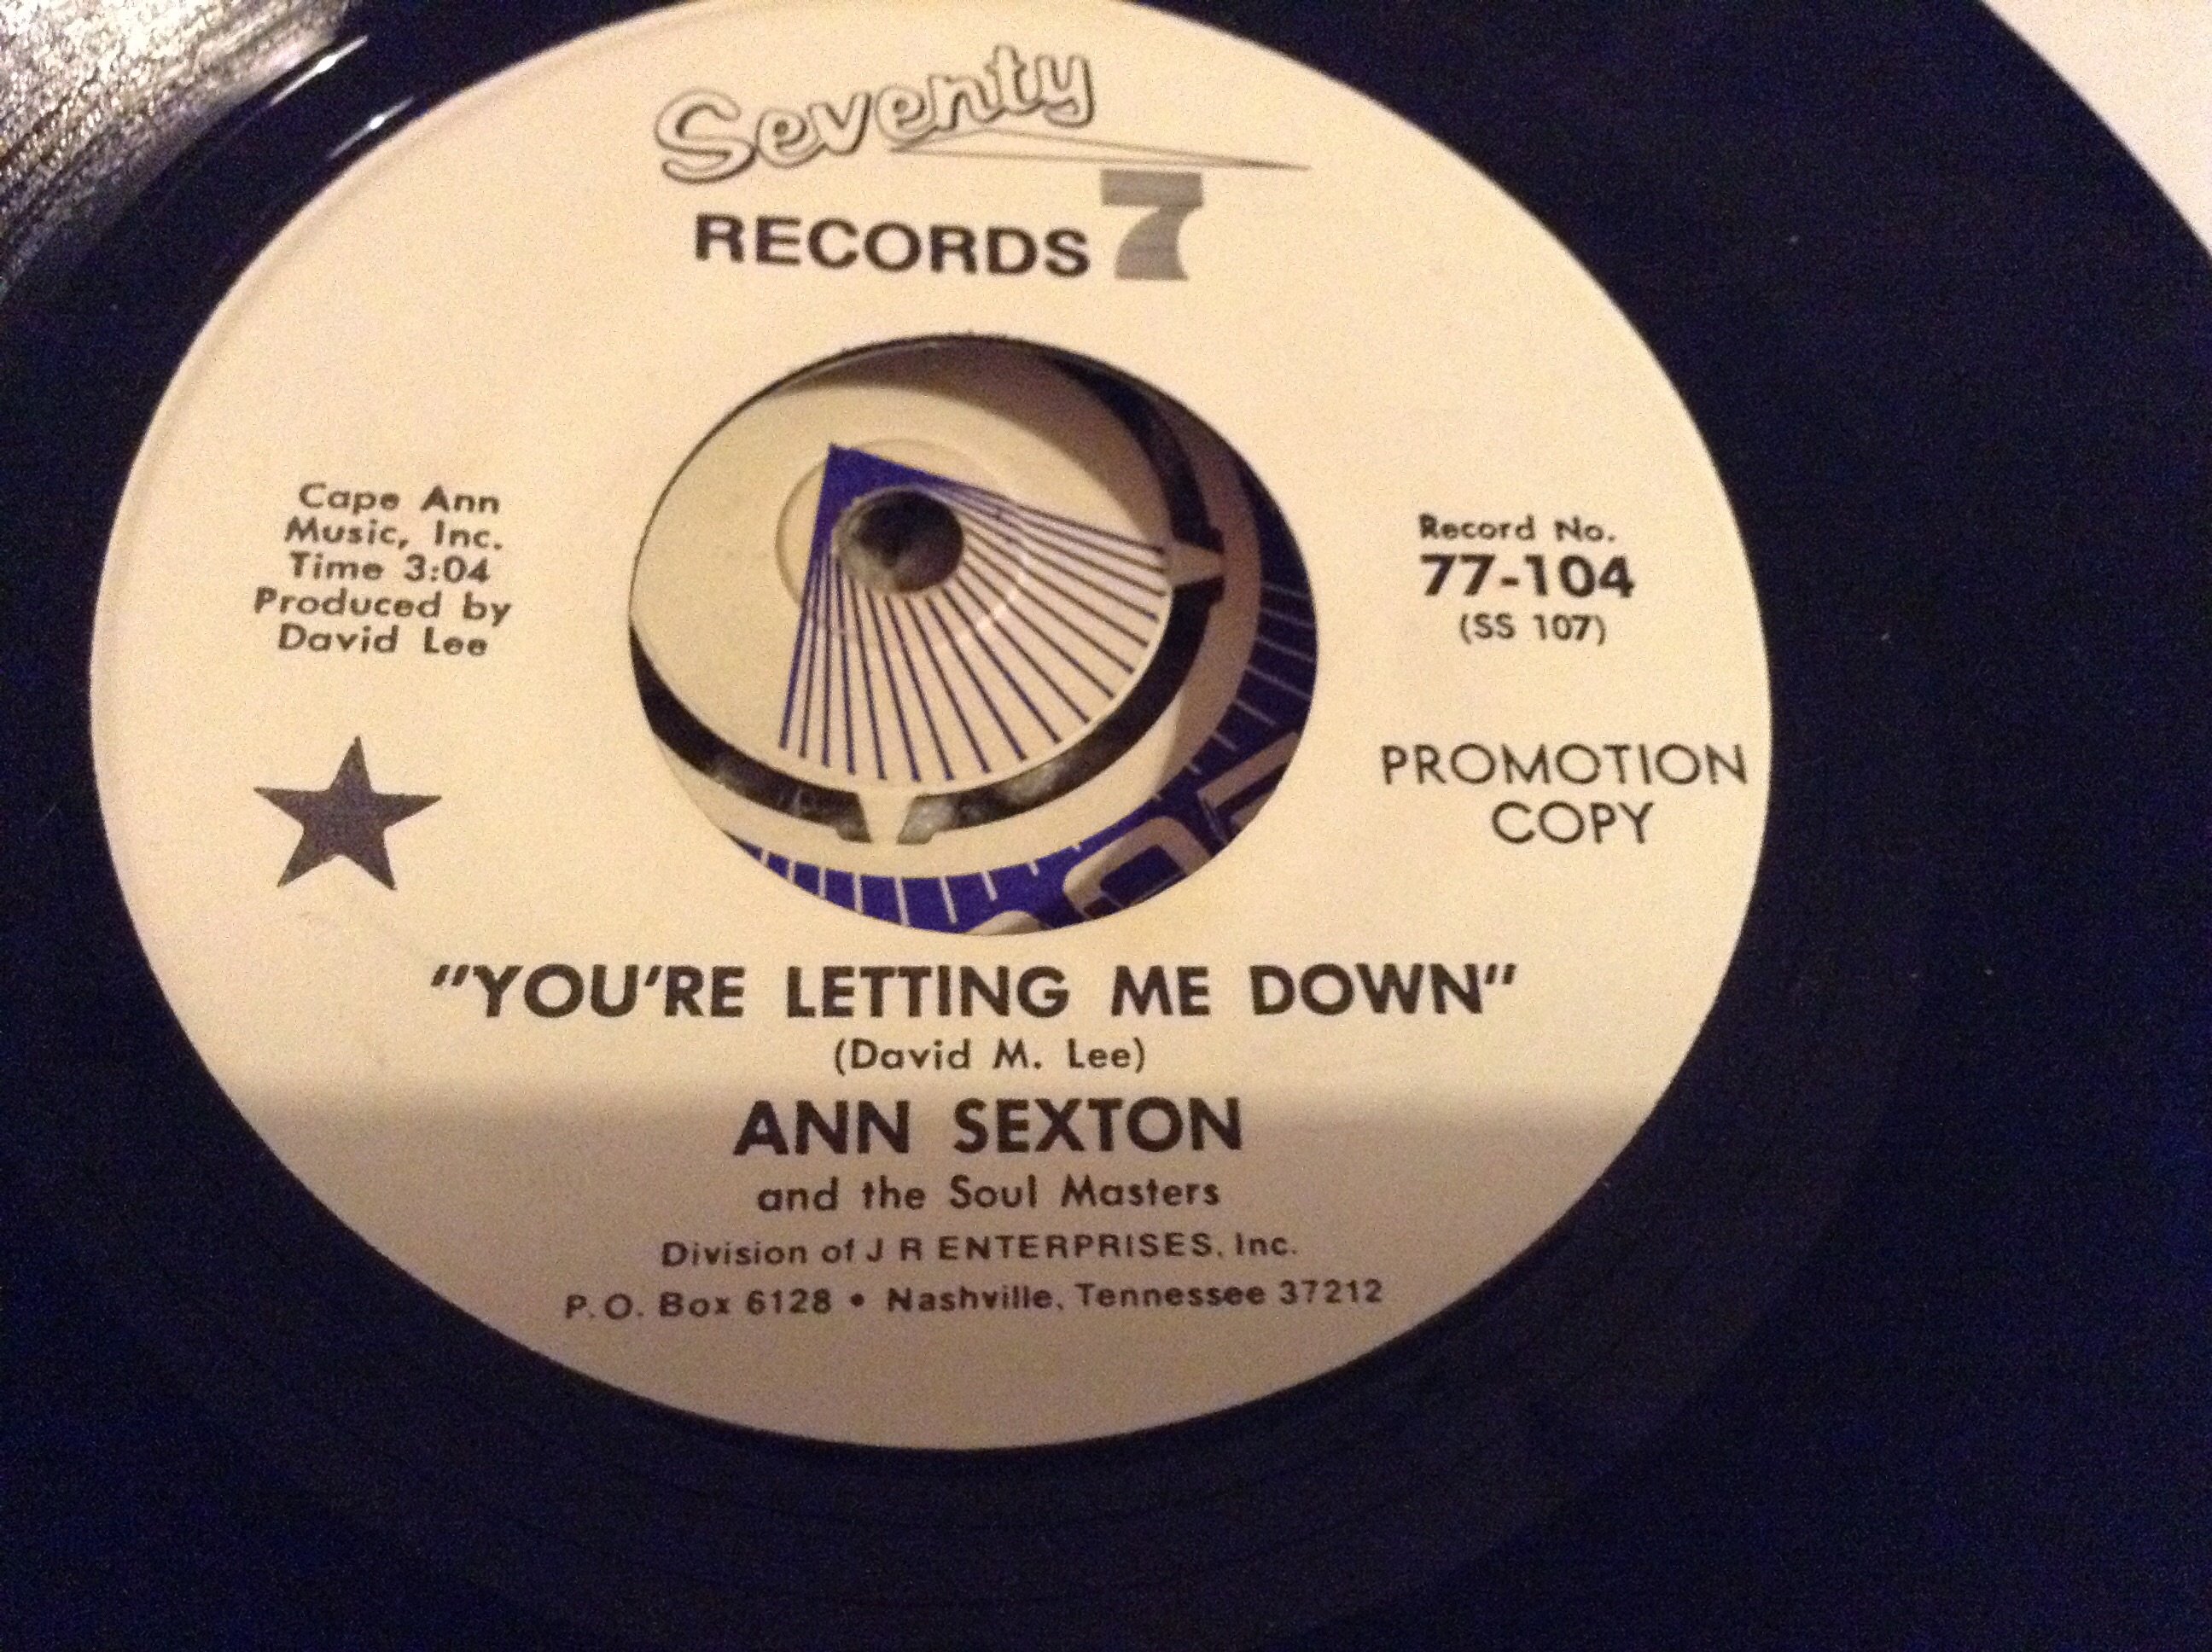 Seventy
RECORDS 7
Cape Ann
Music, Inc.
Time 3:04
Produced by
David Lee
Record No.
77-104
(SS 107)
PROMOTION
COPY
"YOU'RE LETTING ME DOWN"
(David M. Lee)
ANN SEXTON
and the Soul Masters
Division of J R ENTERPRISES, Inc.
P.O. Box 6128 • Nashville, Tennessee 37212